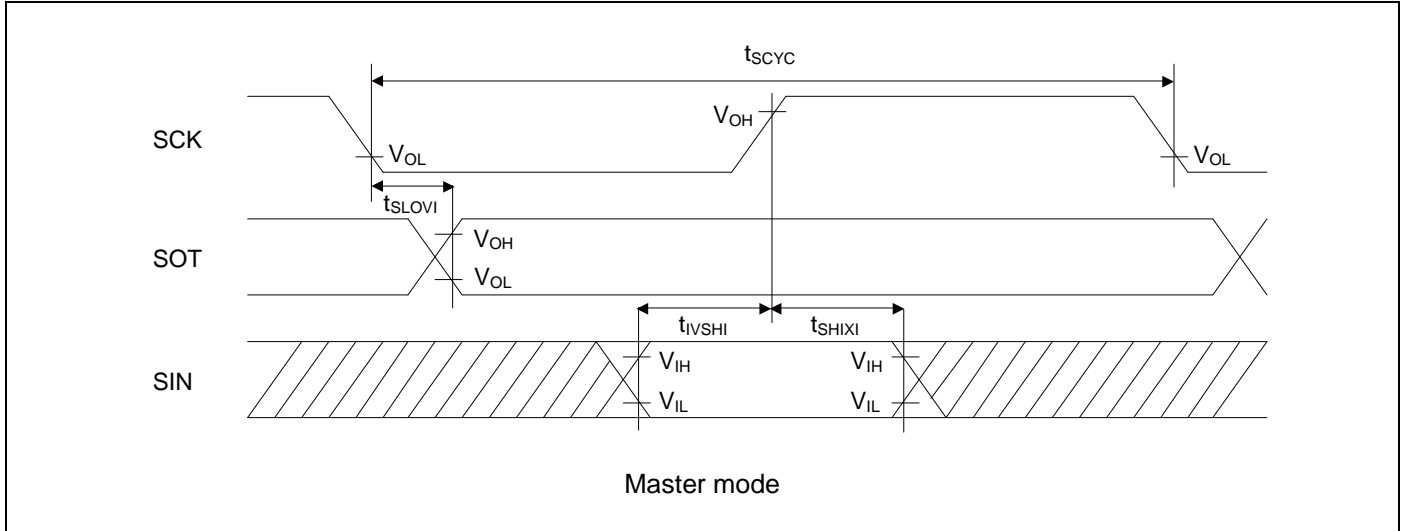 tSCYC
SCK
VOH
VOL
VOL
tSLOVI
SOT
VOH
VOL
tIVSHI
tSHIXI
SIN
VIH
VIH
VIL
VIL
Master mode